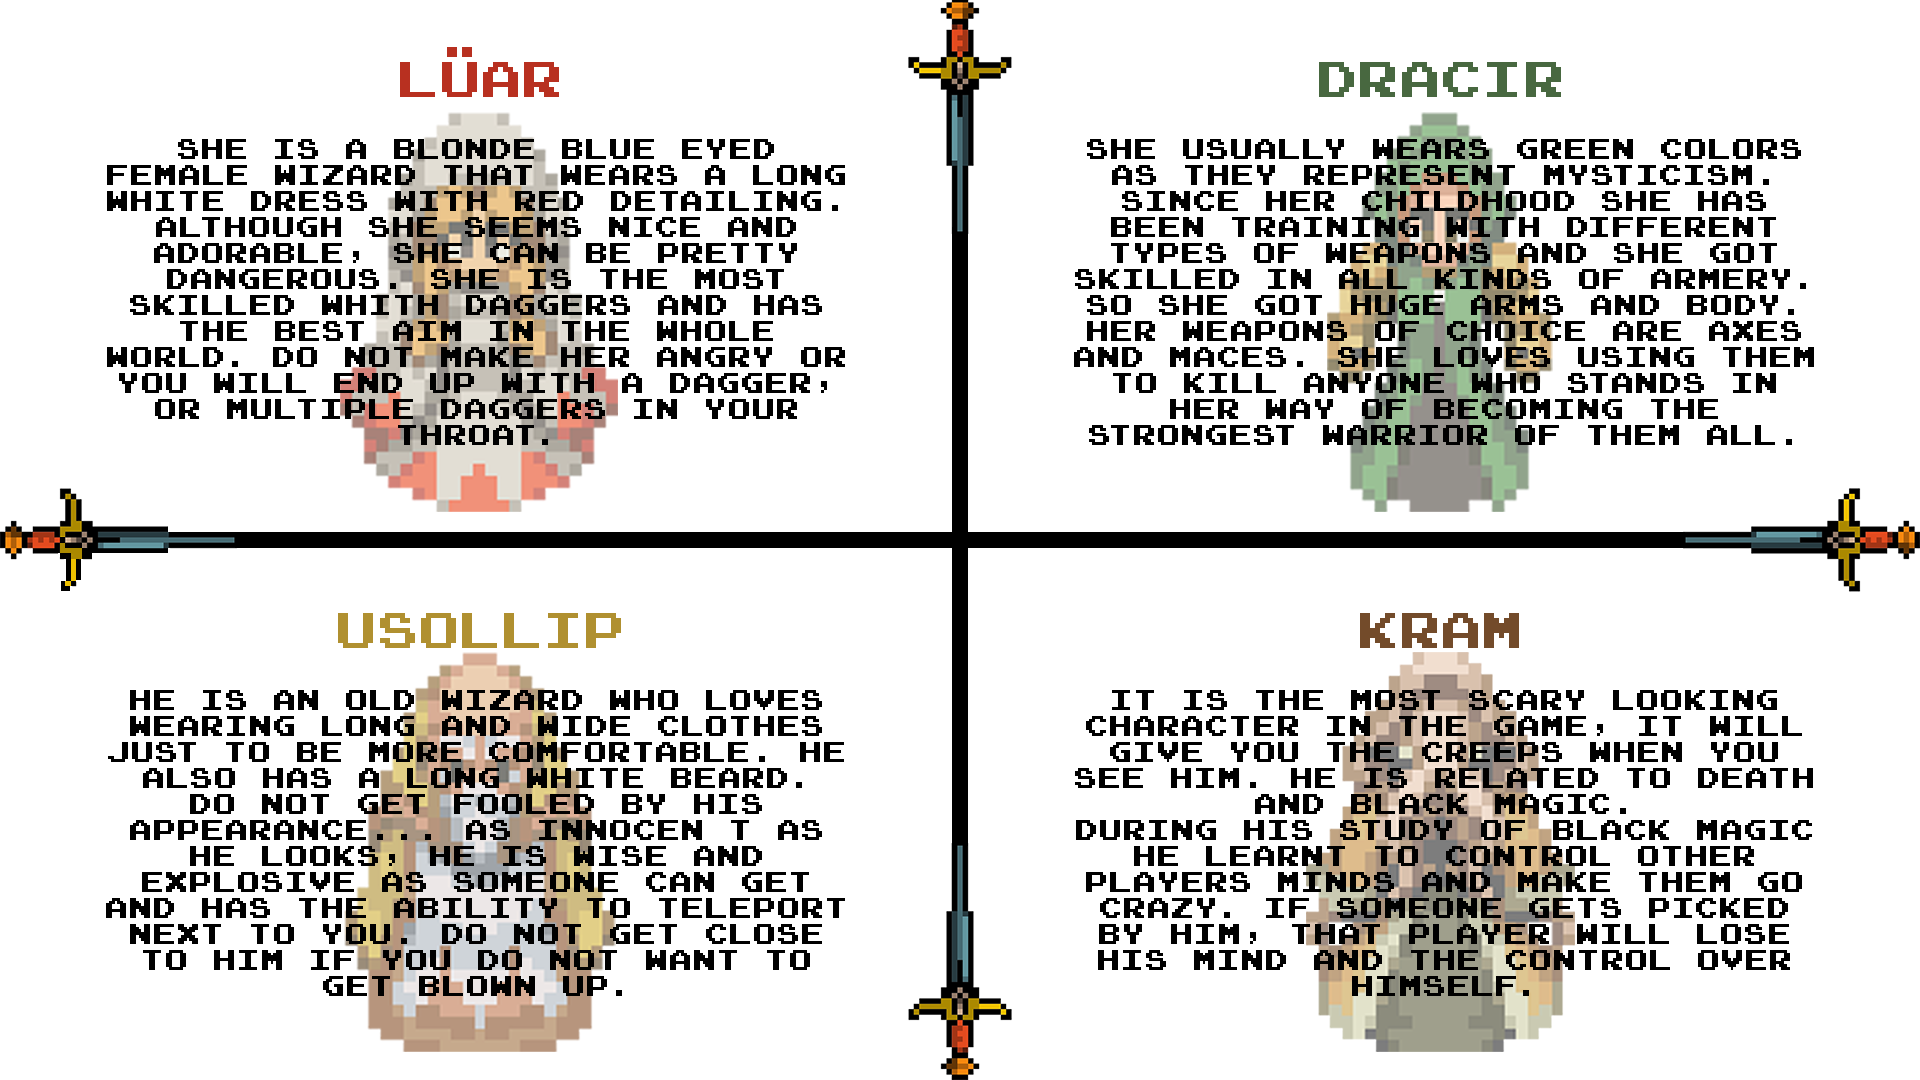 LÜAR
SHE IS A BLONDE BLUE EYED
FEMALE WIZARD THAT WEARS A LONG
WHITE DRESS WITH RED DETAILING.
ALTHOUGH SHE SEEMS NICE AND
ADORABLE, SHE CAN BE PRETTY
DANGEROUS. SHE IS THE MOST
SKILLED WHITH DAGGERS AND HAS
THE BEST AIM IN THE WHOLE
WORLD. DO NOT MAKE HER ANGRY OR
YOU WILL END UP WITH A DAGGER,
OR MULTIPLE DAGGERS IN YOUR
THROAT.
DRACIR
SHE USUALLY WEARS GREEN COLORS
AS THEY REPRESENT MYSTICISM.
SINCE HER CHILDHOOD SHE HAS
BEEN TRAINING WITH DIFFERENT
TYPES OF WEAPONS AND SHE GOT
SKILLED IN ALL KINDS OF ARMERY.
SO SHE GOT HUGE ARMS AND BODY.
HER WEAPONS OF CHOICE ARE AXES
AND MACES. SHE LOVES USING THEM
TO KILL ANYONE WHO STANDS IN
HER WAY OF BECOMING THE
STRONGEST WARRIOR OF THEM ALL.
USOLLIP
HE IS AN OLD WIZARD WHO LOVES
WEARING LONG AND WIDE CLOTHES
JUST TO BE MORE COMFORTABLE. HE
ALSO HAS A LONG WHITE BEARD.
DO NOT GET FOOLED BY HIS
APPEARANCE... AS INNOCEN T AS
HE LOOKS, HE IS WISE AND
EXPLOSIVE AS SOMEONE CAN GET
AND HAS THE ABILITY TO TELEPORT
NEXT TO YOU. DO NOT GET CLOSE
TO HIM IF YOU DO NOT WANT TO
GET BLOWN UP.
KRAM
IT IS THE MOST SCARY LOOKING
CHARACTER IN THE GAME, IT WILL
GIVE YOU THE CREEPS WHEN YOU
SEE HIM. HE IS RELATED TO DEATH
AND BLACK MAGIC.
DURING HIS STUDY OF BLACK MAGIC
HE LEARNT TO CONTROL OTHER
PLAYERS MINDS AND MAKE THEM GO
CRAZY. IF SOMEONE GETS PICKED
BY HIM, THAT PLAYER WILL LOSE
HIS MIND AND THE CONTROL OVER
HIMSELF.